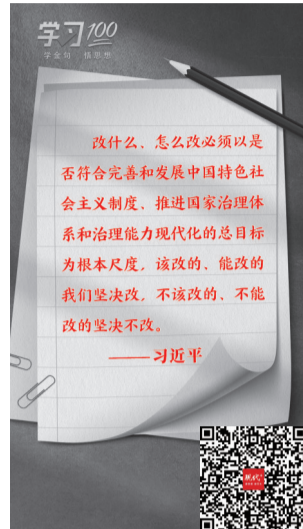 学习100
学金句 悟思想
改什么、怎么改必须以是
否符合完善和发展中国特色社
会主义制度、推进国家治理体
系和治理能力现代化的总目标
为根本尺度，该改的、能改的
我们坚决改，不该改的、不能
改的坚决不改。
——习近平